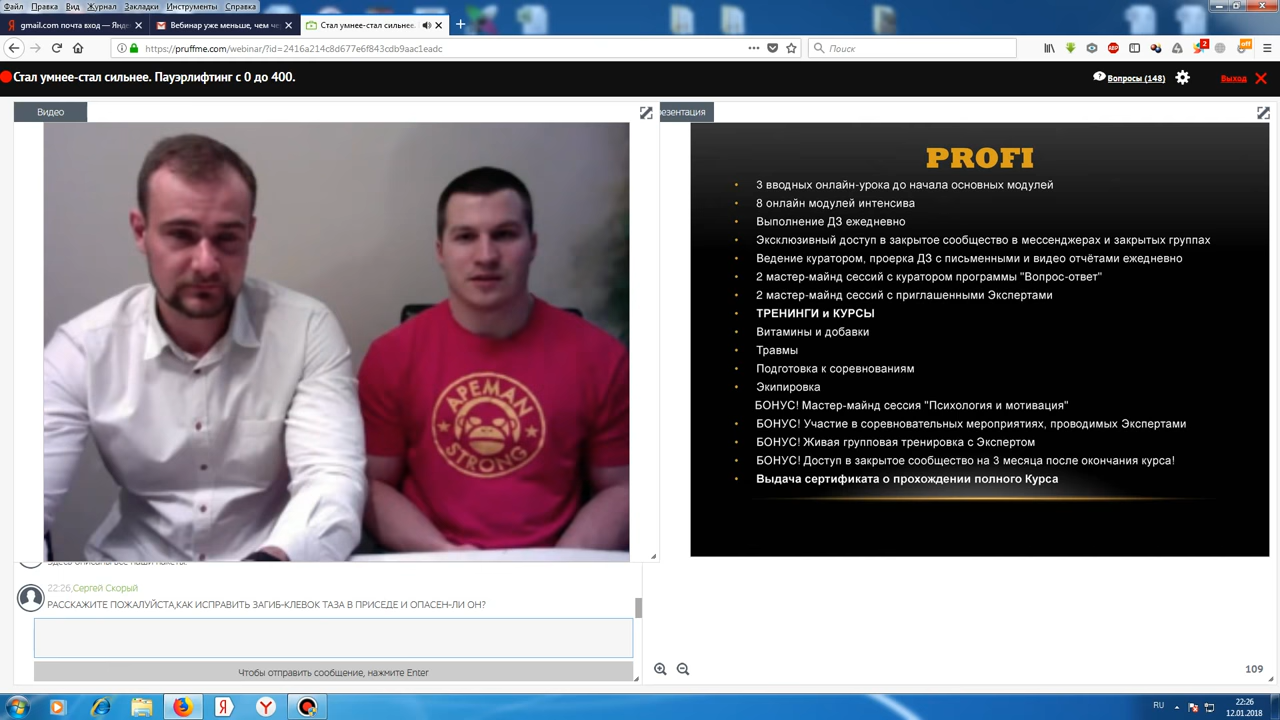 Файл Правка Вид Журнал Закладки Инструменты Справка
gmail.com почта вход — Янде
Вебинар уже меньше, чем че
Стал умнее-стал сильнее.
https://pruffme.com/webinar/?id=2416a214c8d677e6f843cdb9aac1eadc
Поиск
ABP
2
off
Стал умнее-стал сильнее. Пауэрлифтинг с 0 до 400.
Вопросы (148)
Выход
Видео
езентация
APEMAN
STRONG
PROFI
• 3 вводных онлайн-урока до начала основных модулей
• 8 онлайн модулей интенсива
• Выполнение ДЗ ежедневно
• Эксклюзивный доступ в закрытое сообщество в мессенджерах и закрытых группах
• Ведение куратором, проерка ДЗ с письменными и видео отчётами ежедневно
• 2 мастер-майнд сессий с куратором программы "Вопрос-ответ"
• 2 мастер-майнд сессий с приглашенными Экспертами
• ТРЕНИНГИ и КУРСЫ
• Витамины и добавки
• Травмы
• Подготовка к соревнованиям
• Экипировка
БОНУС! Мастер-майнд сессия "Психология и мотивация"
• БОНУС! Участие в соревновательных мероприятиях, проводимых Экспертами
• БОНУС! Живая групповая тренировка с Экспертом
• БОНУС! Доступ в закрытое сообщество на 3 месяца после окончания курса!
• Выдача сертификата о прохождении полного Курса
22:26, Сергей Скорый
РАССКАЖИТЕ ПОЖАЛУЙСТА,КАК ИСПРАВИТЬ ЗАГИБ-КЛЕВОК ТАЗА В ПРИСЕДЕ И ОПАСЕН-ЛИ ОН?
Чтобы отправить сообщение, нажмите Enter
109
RU
22:26
12.01.2018